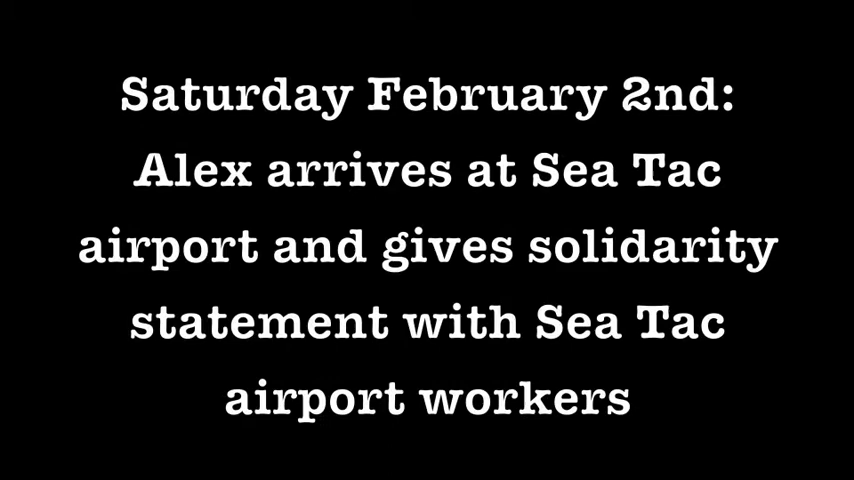 Saturday February 2nd:
Alex arrives at Sea Tac
airport and gives solidarity
statement with Sea Tac
airport workers